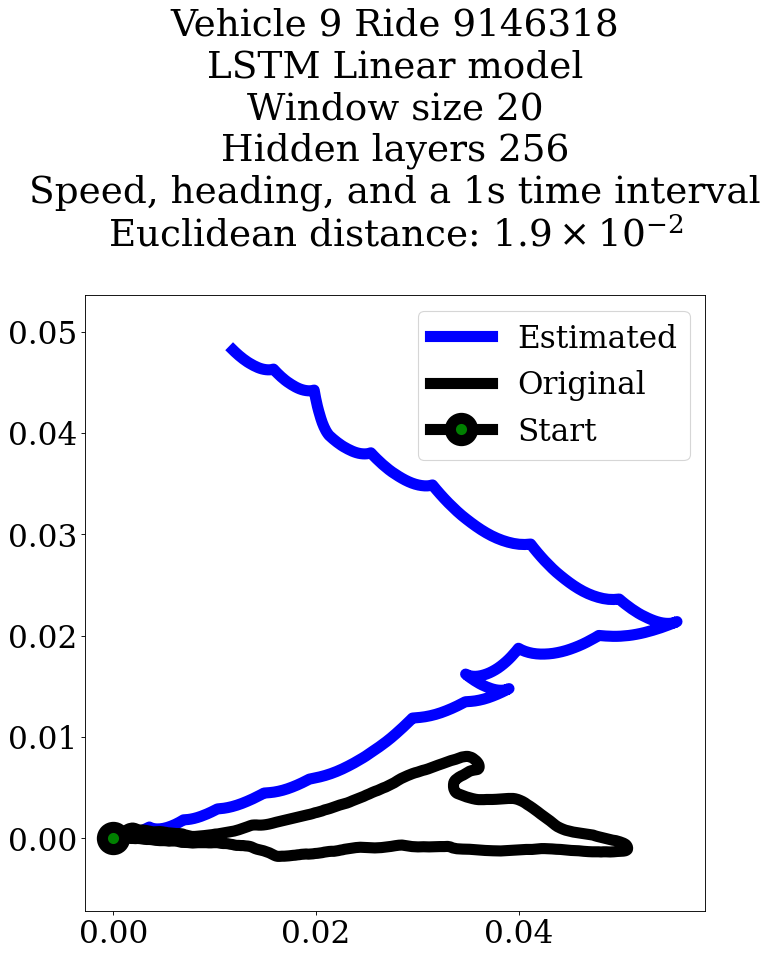 Vehicle 9 Ride 9146318
LSTM Linear model
Window size 20
Hidden layers 256
Speed, heading, and a 1s time interval
Euclidean distance: 1.9 × 10⁻²
Estimated
Original
Start
0.05
0.04
0.03
0.02
0.01
0.00
0.00 0.02 0.04